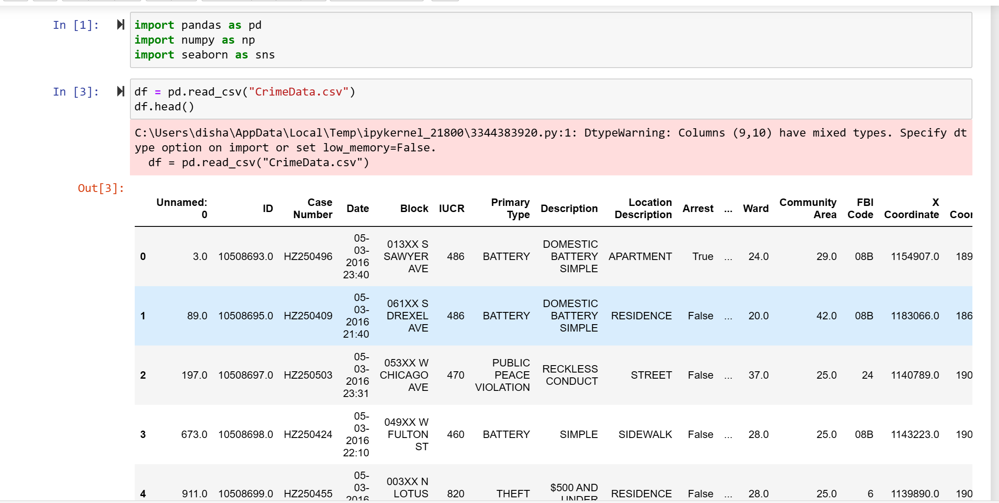 In [1]:
import pandas as pd
import numpy as np
import seaborn as sns
In [3]:
df = pd.read_csv("CrimeData.csv")
df.head()
C:\Users\disha\AppData\Local\Temp\ipykernel_21800\3344383920.py:1: DtypeWarning: Columns (9,10) have mixed types. Specify dt
ype option on import or set low_memory=False.
df = pd.read_csv("CrimeData.csv")
Out[3]:
Unnamed: 0 ID Case Number Date Block IUCR Primary Type Description Location Description Arrest ... Ward Community Area FBI Code X Coordinate Coor
0 3.0 10508693.0 HZ250496 05-03-2016 23:40 013XX S SAWYER AVE 486 BATTERY DOMESTIC BATTERY SIMPLE APARTMENT True ... 24.0 29.0 08B 1154907.0 189
1 89.0 10508695.0 HZ250409 05-03-2016 21:40 061XX S DREXEL AVE 486 BATTERY DOMESTIC BATTERY SIMPLE RESIDENCE False ... 20.0 42.0 08B 1183066.0 186
2 197.0 10508697.0 HZ250503 05-03-2016 23:31 053XX W CHICAGO AVE 470 PUBLIC PEACE VIOLATION RECKLESS CONDUCT STREET False ... 37.0 25.0 24 1140789.0 190
3 673.0 10508698.0 HZ250424 05-03-2016 22:10 049XX W FULTON ST 460 BATTERY SIMPLE SIDEWALK False ... 28.0 25.0 08B 1143223.0 190
4 911.0 10508699.0 HZ250455 05-03-2016 003XX N LOTUS 820 THEFT $500 AND UNDER RESIDENCE False ... 28.0 25.0 6 1139890.0 190